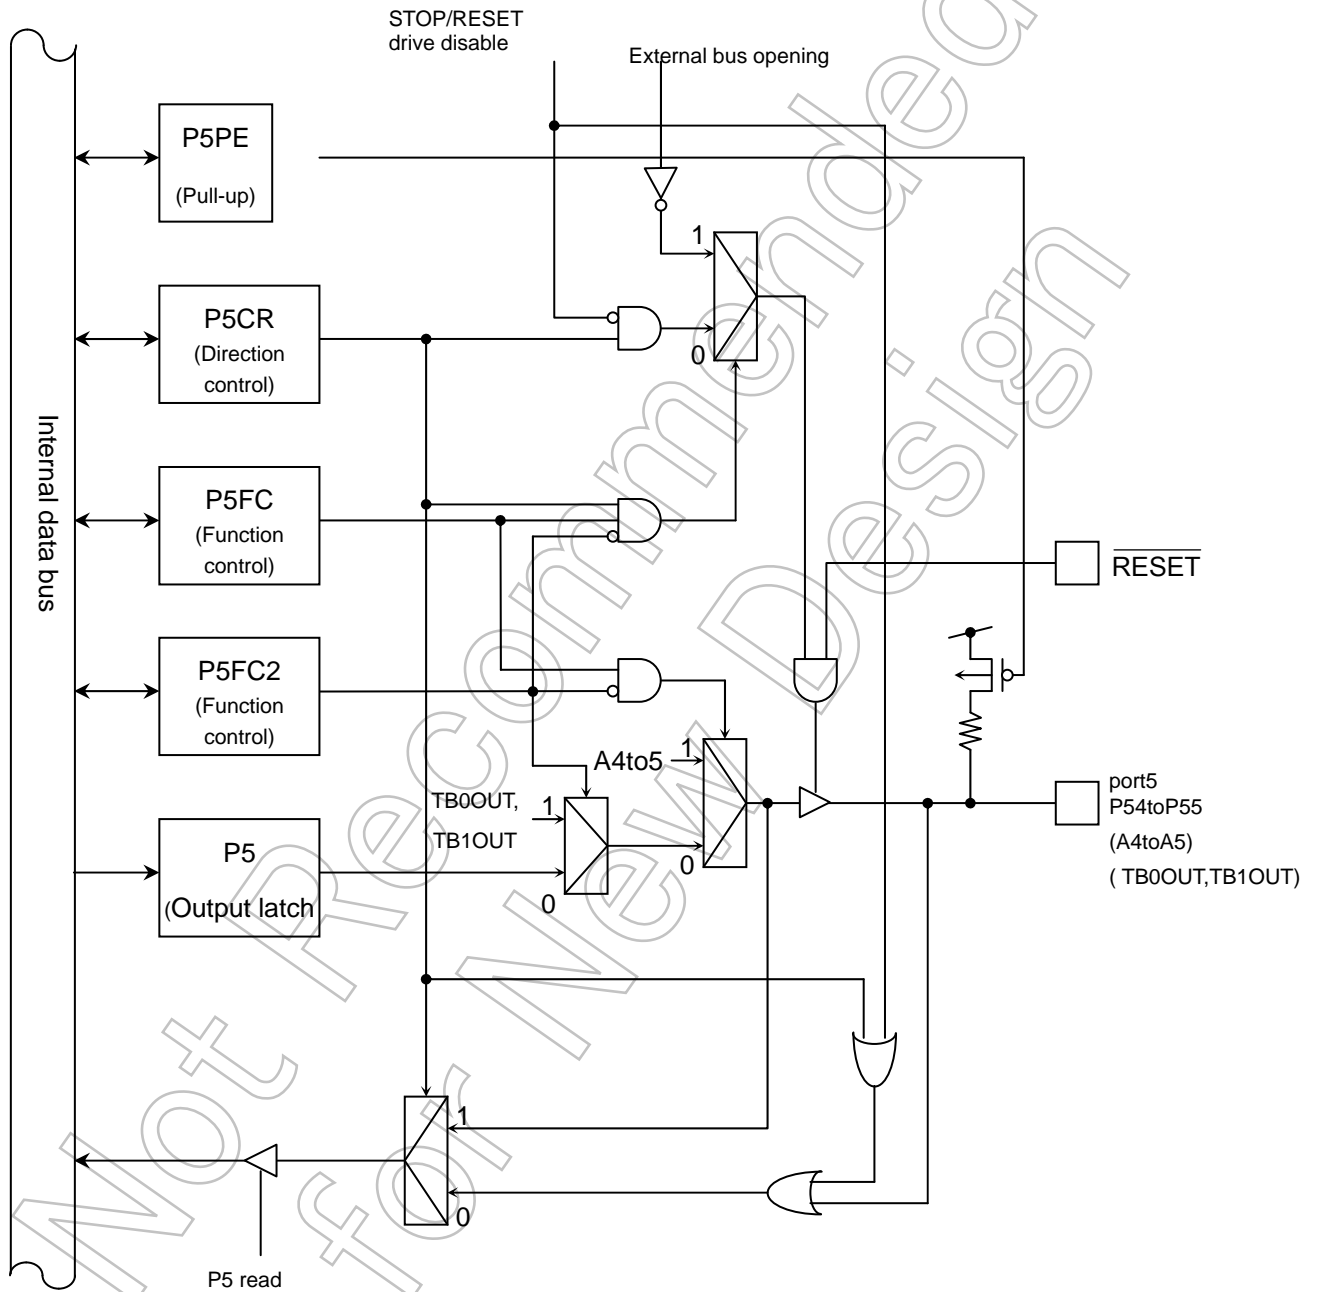 STOP/RESET
drive disable
External bus opening
P5PE
(Pull-up)
1
P5CR
(Direction
control)
0
Internal data bus
P5FC
(Function
control)
RESET
P5FC2
(Function
control)
A4to5
1
port5
P54toP55
(A4toA5)
( TB0OUT,TB1OUT)
TB0OUT,
TB1OUT
1
0
P5
(Output latch
0
1
0
P5 read
Not Recommended
for New Design